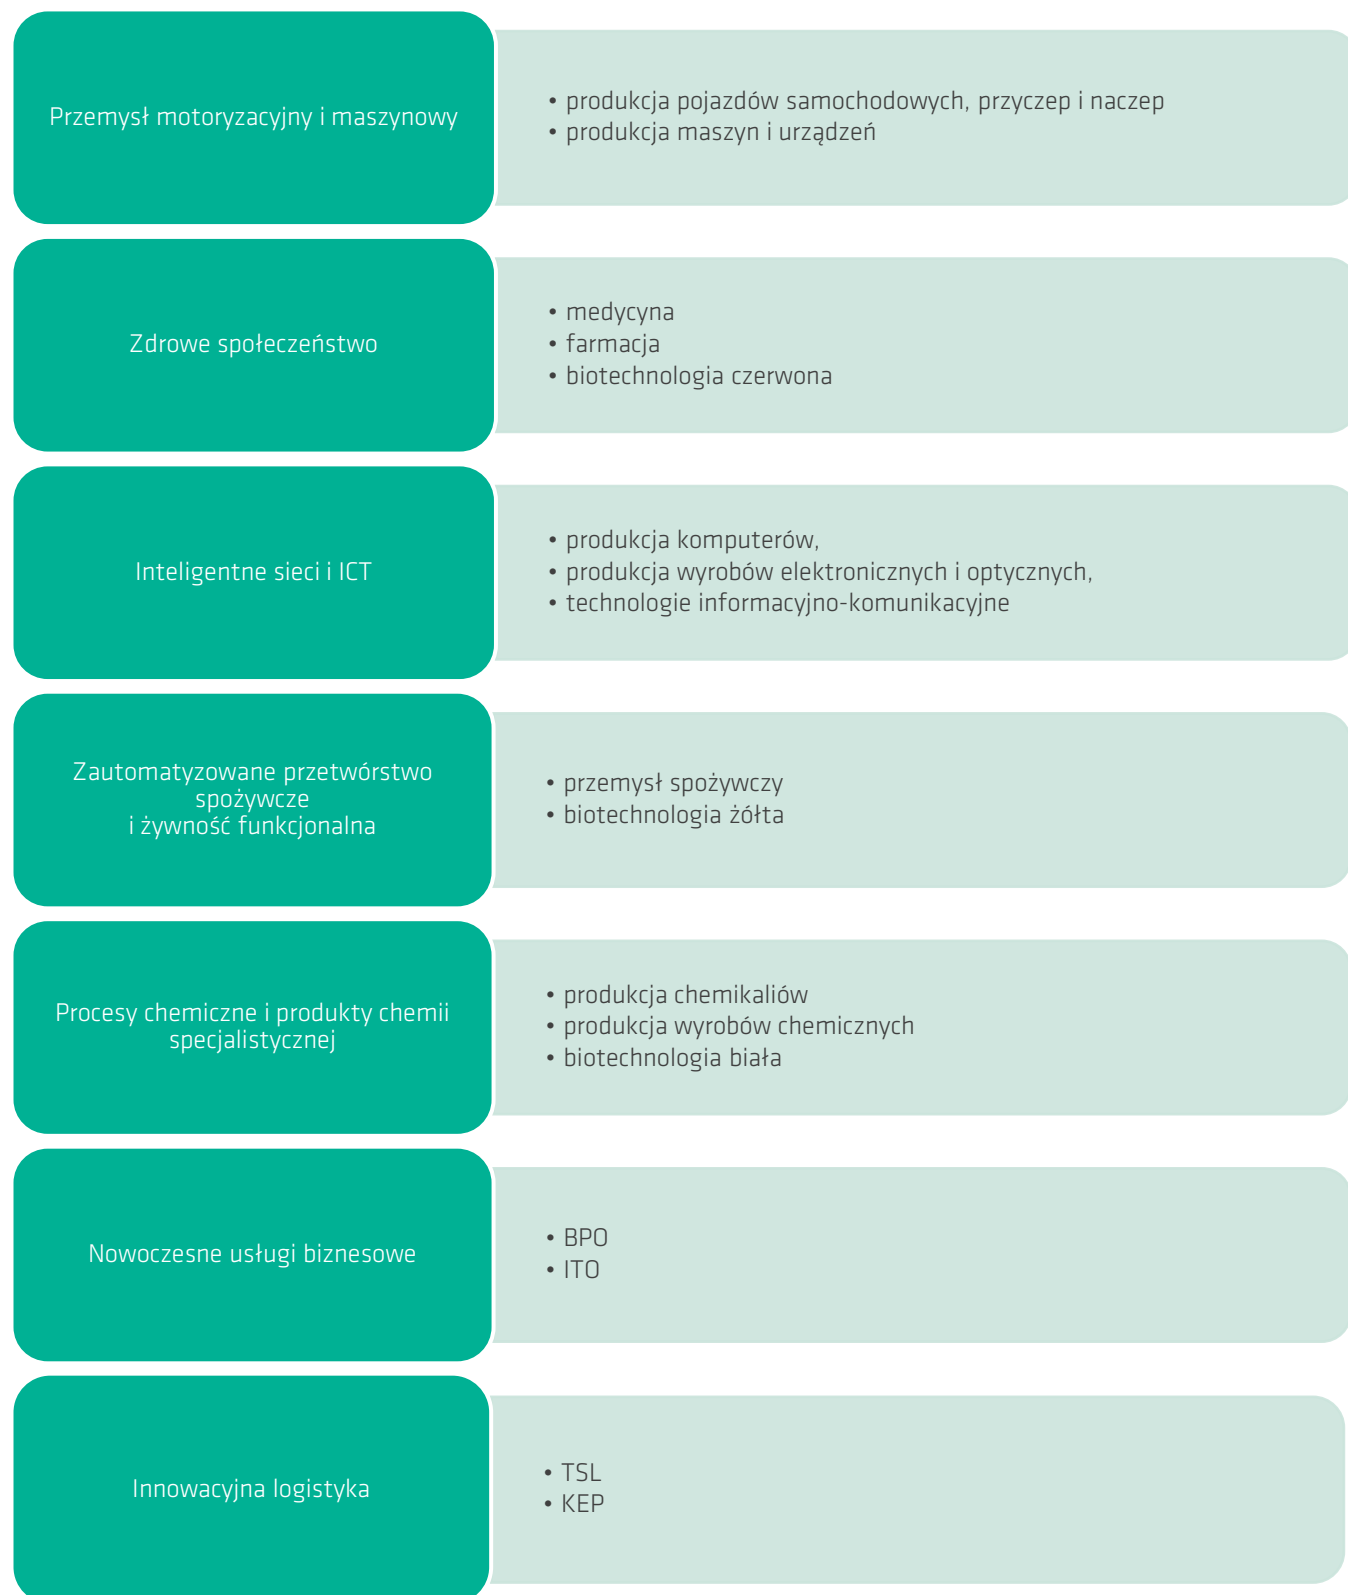 Przemysł motoryzacyjny i maszynowy
• produkcja pojazdów samochodowych, przyczep i naczep
• produkcja maszyn i urządzeń
Zdrowe społeczeństwo
• medycyna
• farmacja
• biotechnologia czerwona
Inteligentne sieci i ICT
• produkcja komputerów,
• produkcja wyrobów elektronicznych i optycznych,
• technologie informacyjno-komunikacyjne
Zautomatyzowane przetwórstwo
spożywcze
i żywność funkcjonalna
• przemysł spożywczy
• biotechnologia żółta
Procesy chemiczne i produkty chemii
specjalistycznej
• produkcja chemikaliów
• produkcja wyrobów chemicznych
• biotechnologia biała
Nowoczesne usługi biznesowe
• BPO
• ITO
Innowacyjna logistyka
• TSL
• KEP